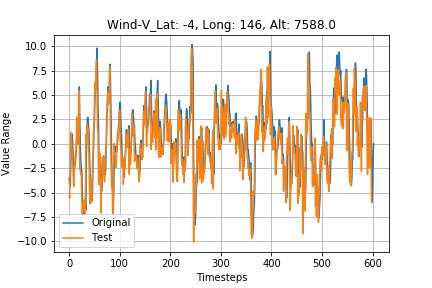 Wind-V_Lat: -4, Long: 146, Alt: 7588.0
10.0
7.5
5.0
2.5
0.0
−2.5
−5.0
−7.5
−10.0
Value Range
Original
Test
0 100 200 300 400 500 600
Timesteps